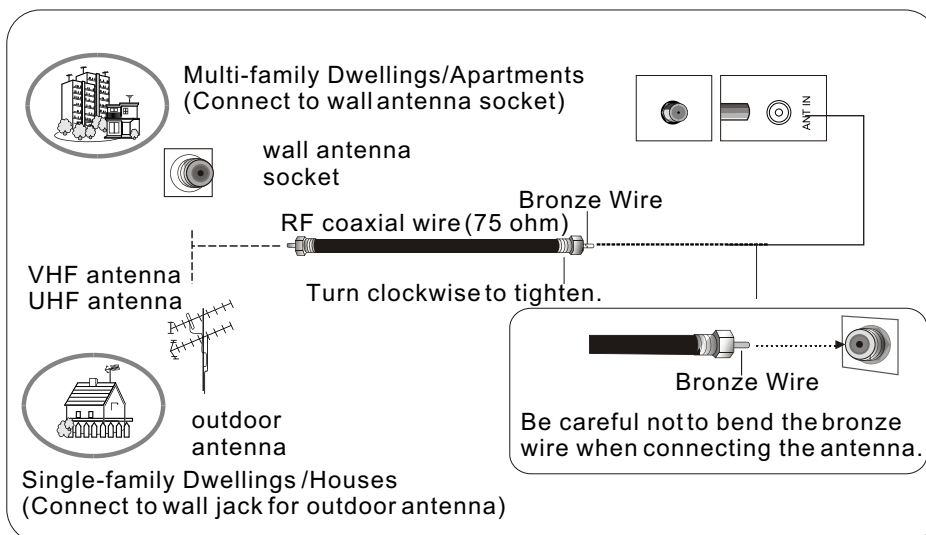 Multi-family Dwellings/Apartments
(Connect to wall antenna socket)
ANT IN
wall antenna
socket
Bronze Wire
RF coaxial wire (75 ohm)
VHF antenna
UHF antenna
Turn clockwise to tighten.
Bronze Wire
outdoor
antenna
Be careful not to bend the bronze
wire when connecting the antenna.
Single-family Dwellings /Houses
(Connect to wall jack for outdoor antenna)